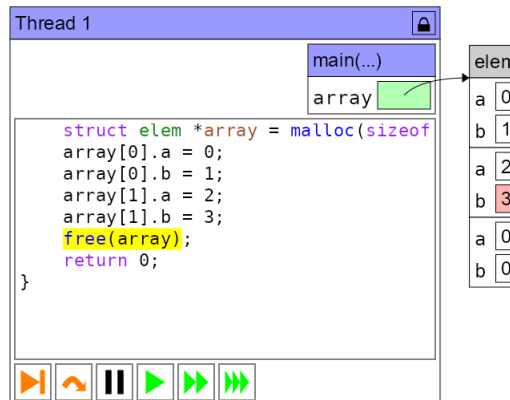 Thread 1
main(...)
array
struct elem *array = malloc(sizeof
array[0].a = 0;
array[0].b = 1;
array[1].a = 2;
array[1].b = 3;
free(array);
return 0;
}
elem
a 0
b 1
a 2
b 3
a 0
b 0